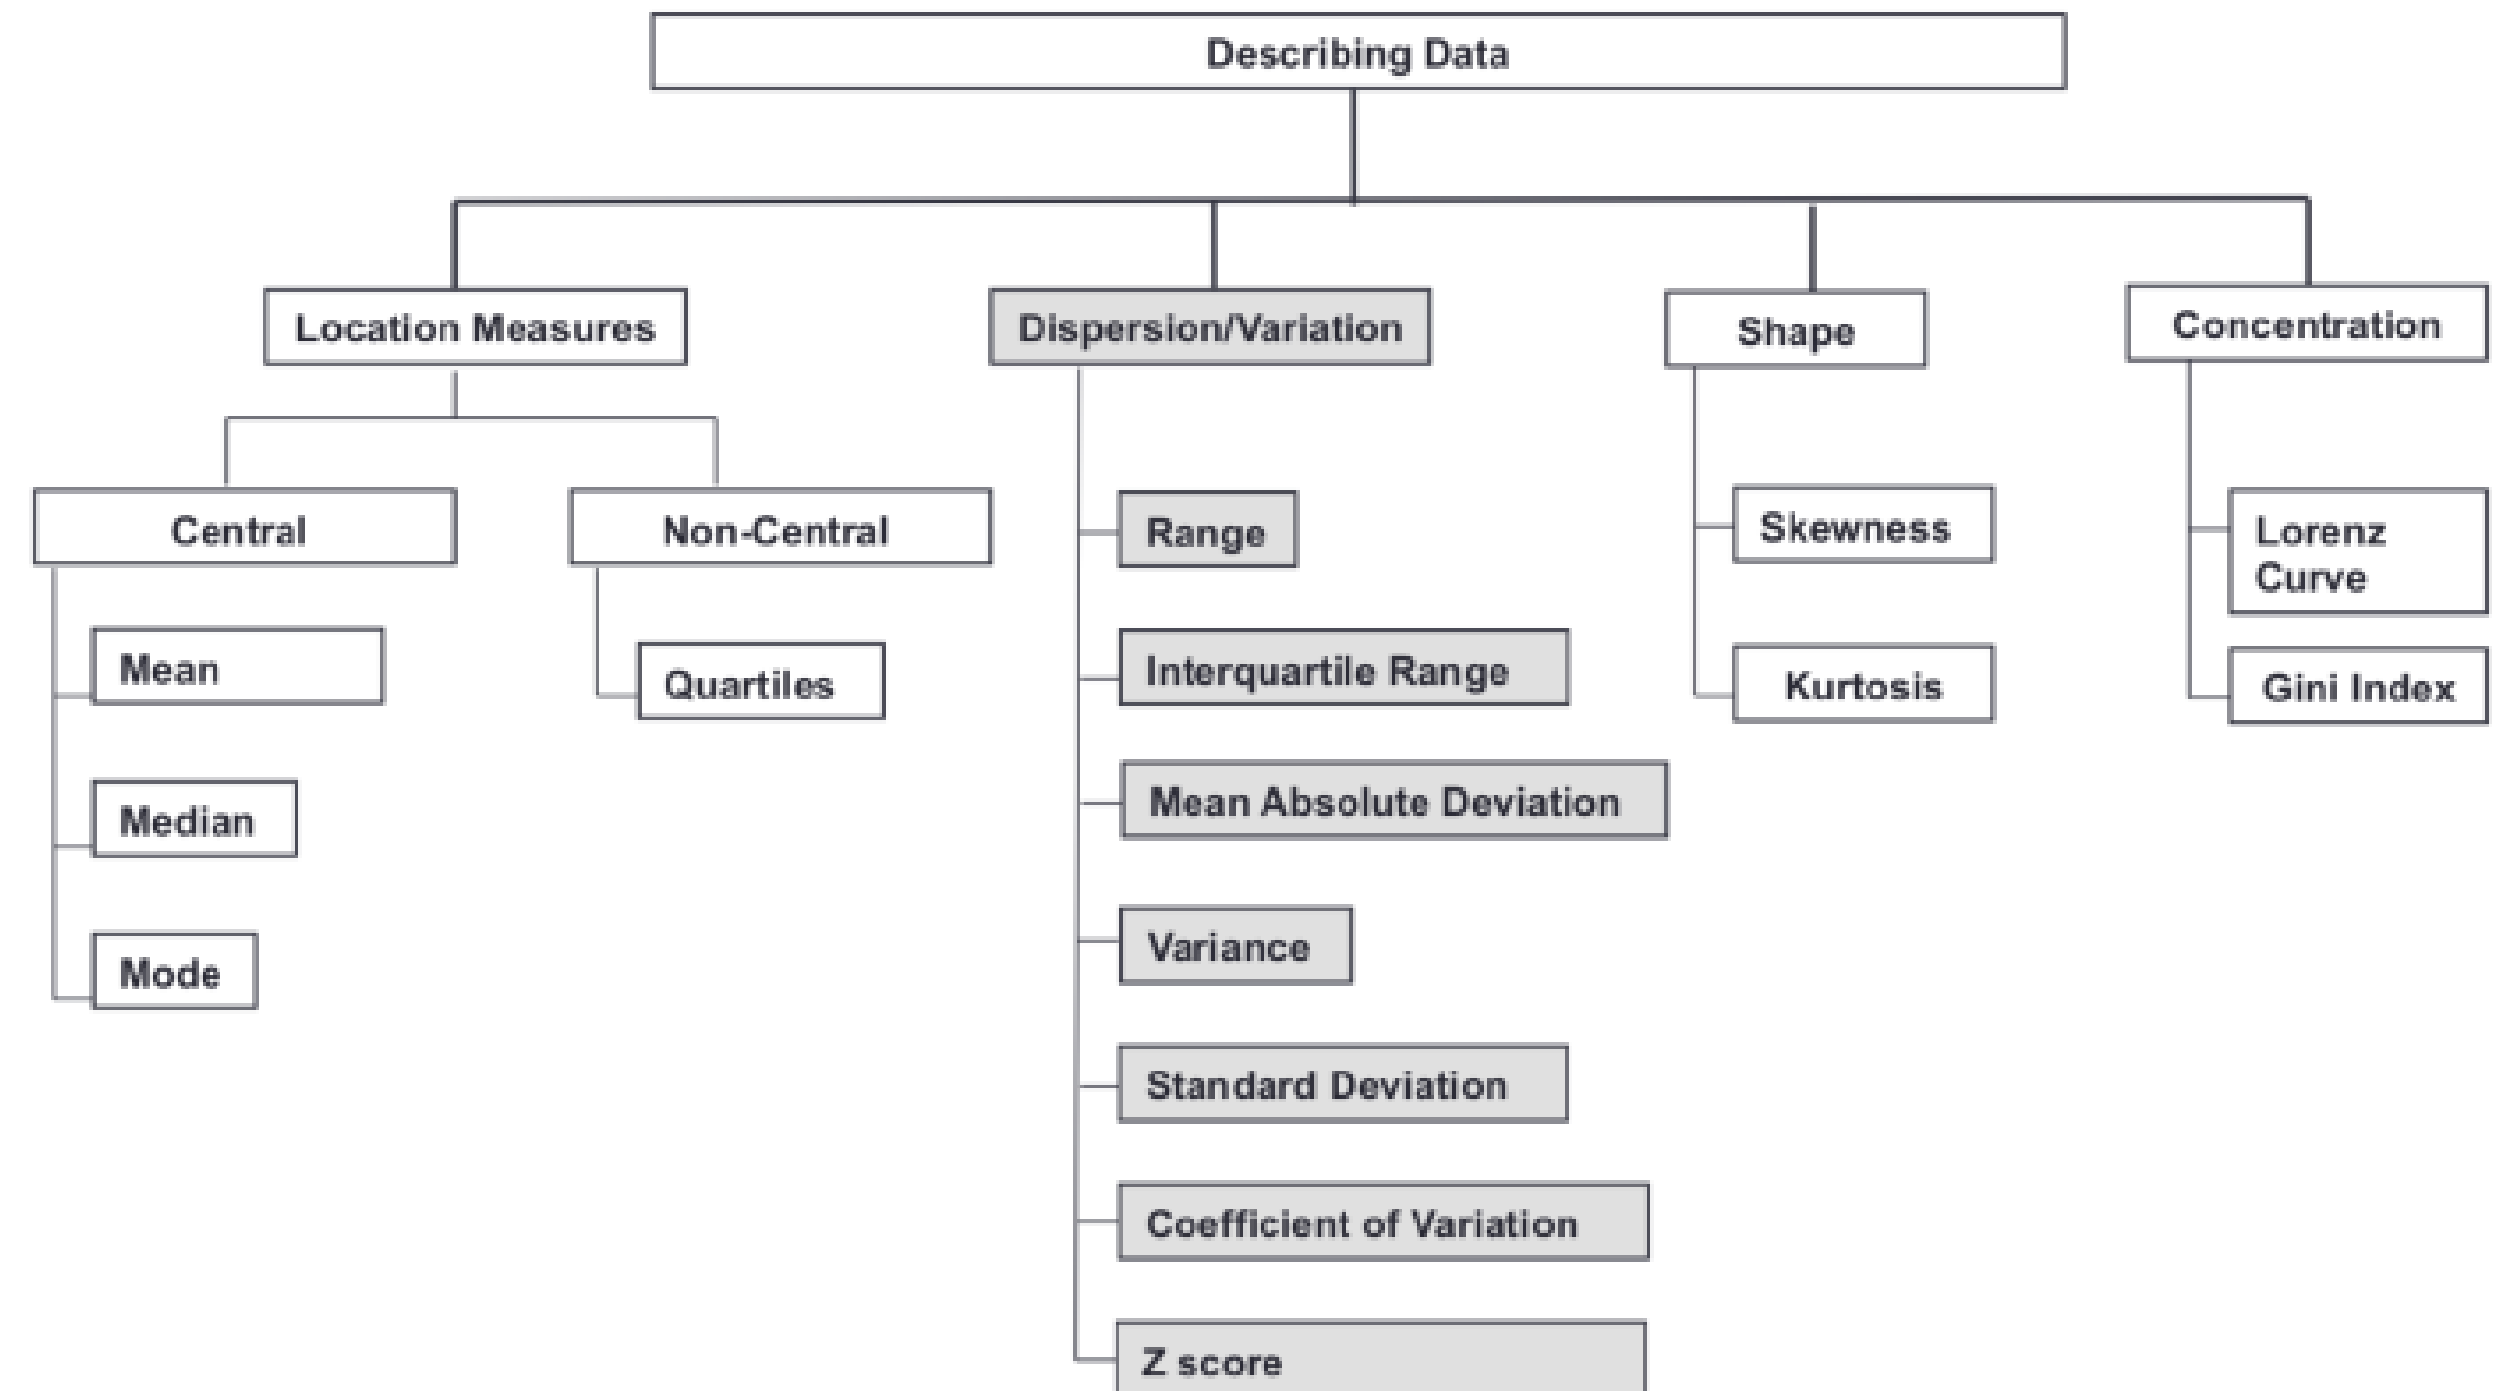 Describing Data
Location Measures
Dispersion/Variation
Shape
Concentration
Central
Non-Central
Range
Skewness
Lorenz
Curve
Mean
Quartiles
Interquartile Range
Kurtosis
Gini Index
Median
Mean Absolute Deviation
Mode
Variance
Standard Deviation
Coefficient of Variation
Z score